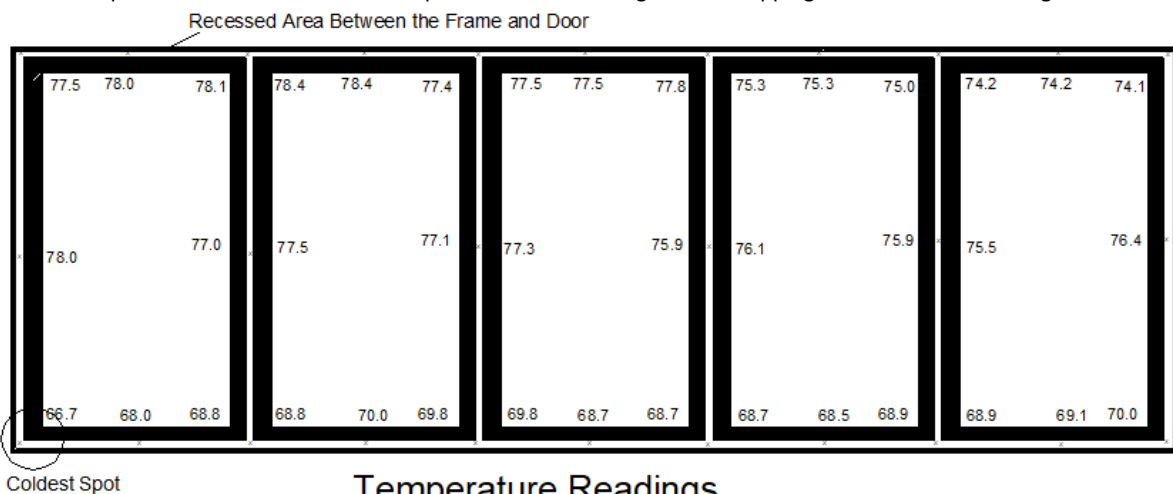 Recessed Area Between the Frame and Door
77.5 78.0 78.1 78.4 78.4 77.4 77.5 77.5 77.8 75.3 75.3 75.0 74.2 74.2 74.1
78.0 77.0 77.5 77.1 77.3 75.9 76.1 75.9 75.5 76.4
66.7 68.0 68.8 68.8 70.0 69.8 69.8 68.7 68.7 68.7 68.5 68.9 68.9 69.1 70.0
Coldest Spot
Temperature Readings